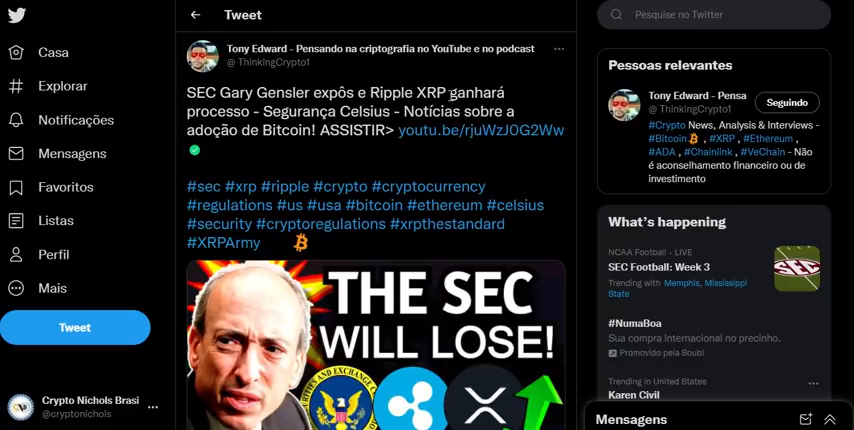 Tweet
Pesquise no Twitter
Casa
Explorar
Notificações
Mensagens
Favoritos
Listas
Perfil
Mais
Tweet
Crypto Nichols Brasi
@cryptonichols
Tony Edward - Pensando na criptografia no YouTube e no podcast
@ ThinkingCrypto1
SEC Gary Gensler expôs e Ripple XRP ganhará
processo - Segurança Celsius - Notícias sobre a
adoção de Bitcoin! ASSISTIR> youtu.be/rjuWzJ0G2Ww
#sec #xrp #ripple #crypto #cryptocurrency
#regulations #us #usa #bitcoin #ethereum #celsius
#security #cryptoregulations #xrpthestandard
#XRPArmy
THE SEC
WILL LOSE!
Pessoas relevantes
Tony Edward - Pensa
@ ThinkingCrypto1
Seguindo
#Crypto News, Analysis & Interviews -
#Bitcoin , #XRP , #Ethereum ,
#ADA , #Chainlink , #VeChain - Não
é aconselhamento financeiro ou de
investimento
What's happening
NCAA Football · LIVE
SEC Football: Week 3
Trending with Memphis, Mississippi
State
SEC
#NumaBoa
Sua compra internacional no precinho.
Promovido pela Soubl
Trending in United States
Karen Civil
Mensagens